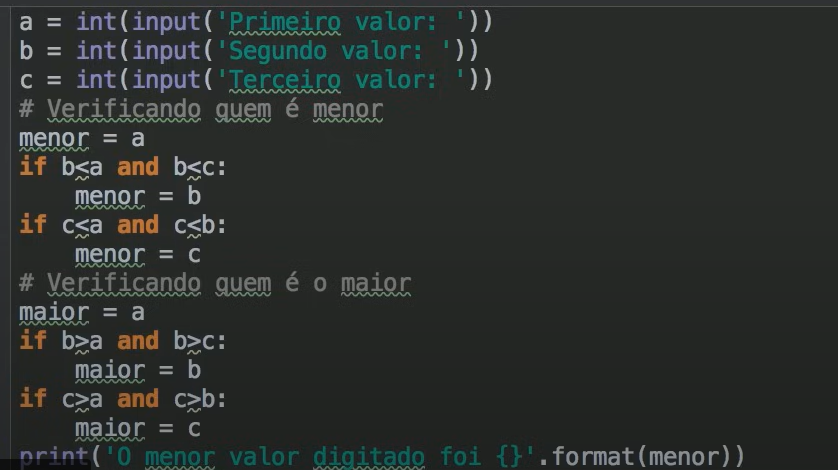 a = int(input('Primeiro valor: '))
b = int(input('Segundo valor: '))
c = int(input('Terceiro valor: '))
# Verificando quem é menor
menor = a
if b<a and b<c:
    menor = b
if c<a and c<b:
    menor = c
# Verificando quem é o maior
maior = a
if b>a and b>c:
    maior = b
if c>a and c>b:
    maior = c
print('O menor valor digitado foi {}'.format(menor))